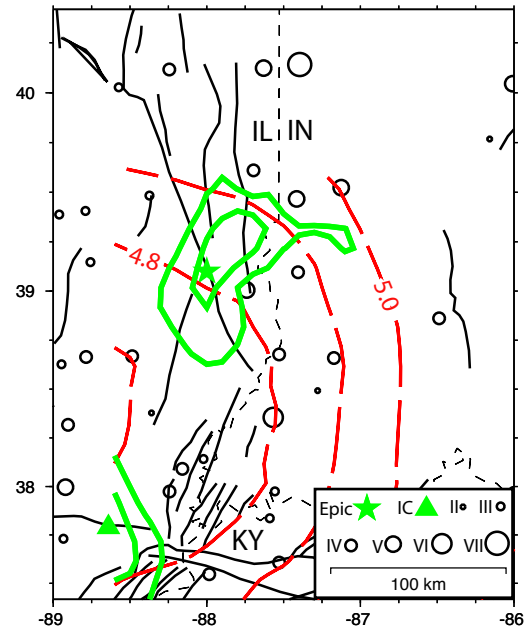 40
IL IN
39
4.8
5.0
38
KY
Epic IC II III
IV V VI VII
100 km
-89 -88 -87 -86